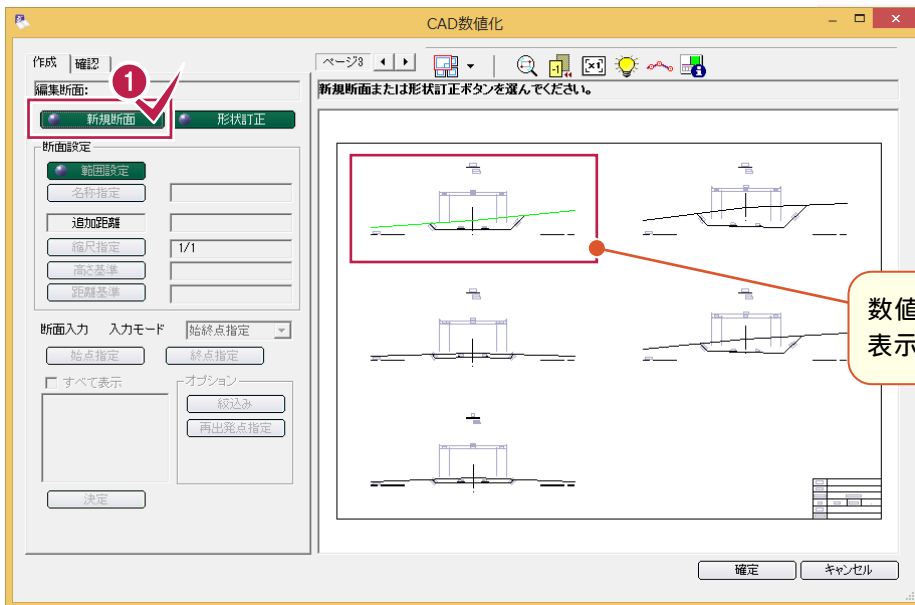 CAD数値化
作成 確認
ページ3
編集断面:
1
新規断面または形状訂正ボタンを選んでください。
新規断面 形状訂正
断面設定
範囲設定
名称指定
追加距離
縮尺指定 1/1
高さ基準
距離基準
断面入力 入力モード 始終点指定
始点指定 終点指定
すべて表示
オプション
絞込み
再出発点指定
決定
数値
表示
確定 キャンセル